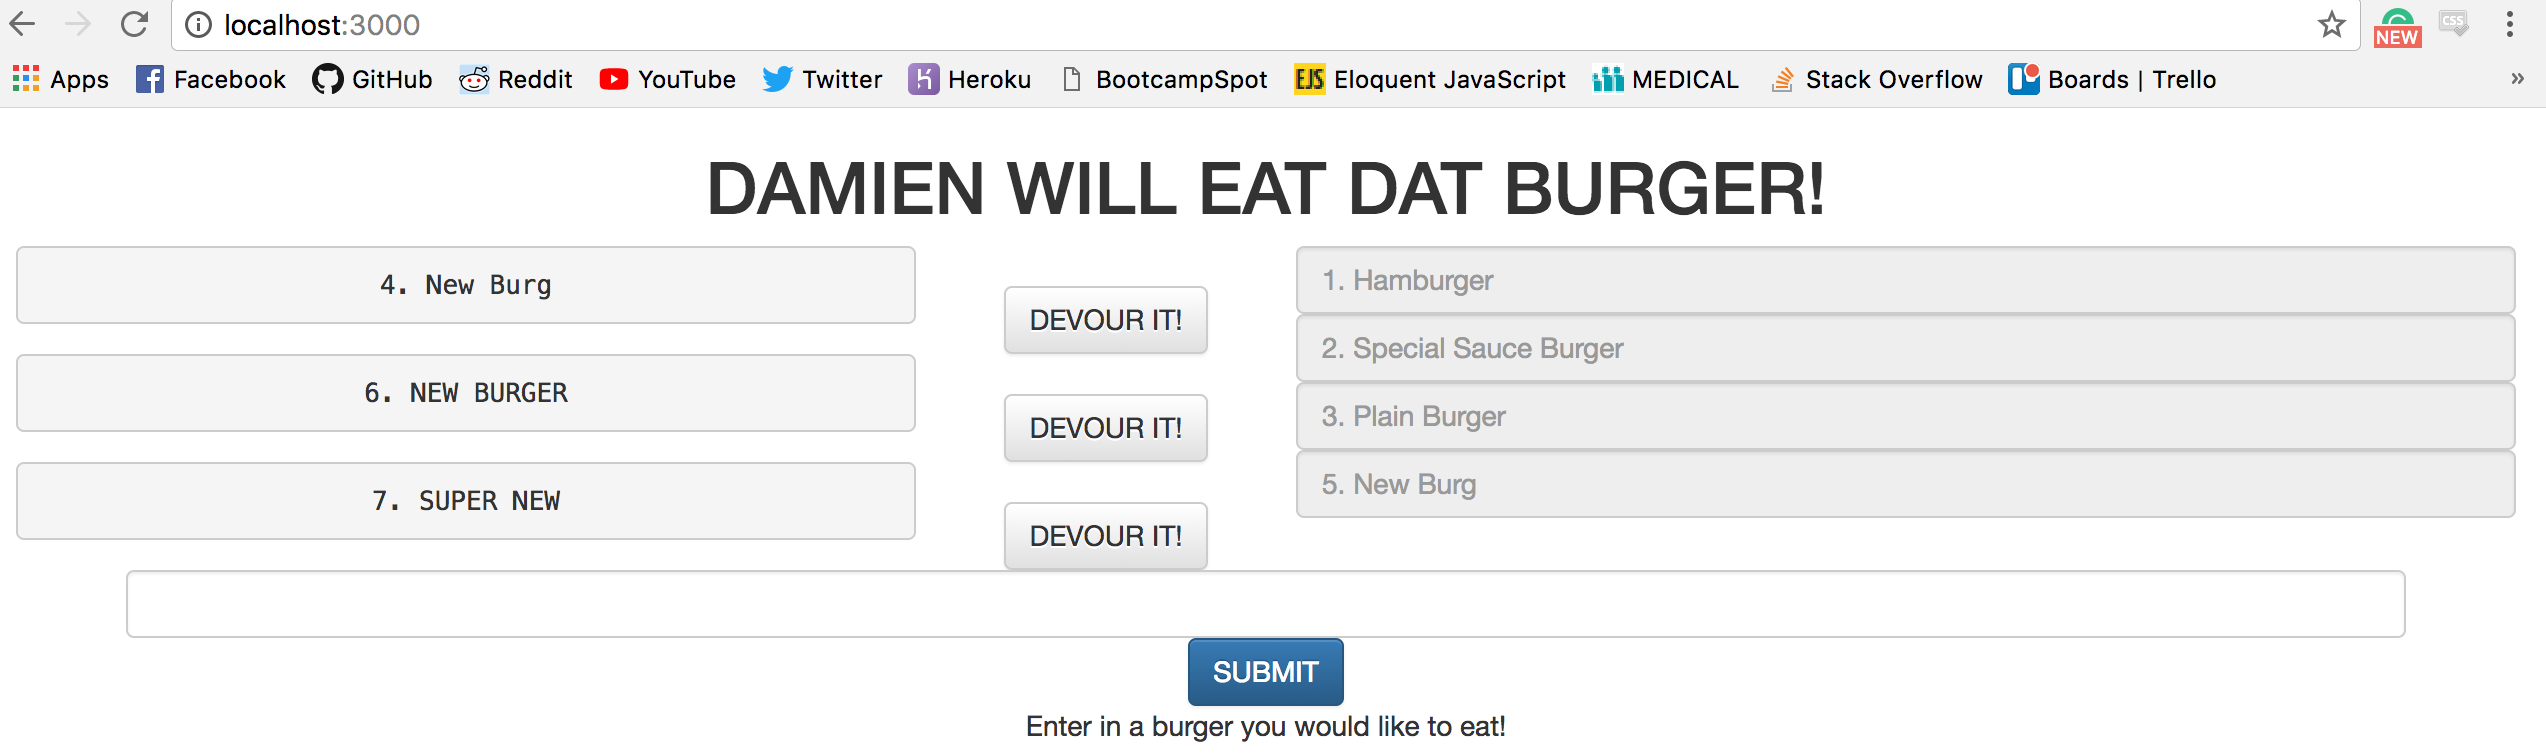 localhost:3000
NEW CSS
Apps Facebook GitHub Reddit YouTube Twitter Heroku BootcampSpot EJS Eloquent JavaScript MEDICAL Stack Overflow Boards | Trello »
DAMIEN WILL EAT DAT BURGER!
4. New Burg
DEVOUR IT!
6. NEW BURGER
DEVOUR IT!
7. SUPER NEW
DEVOUR IT!
1. Hamburger
2. Special Sauce Burger
3. Plain Burger
5. New Burg
SUBMIT
Enter in a burger you would like to eat!